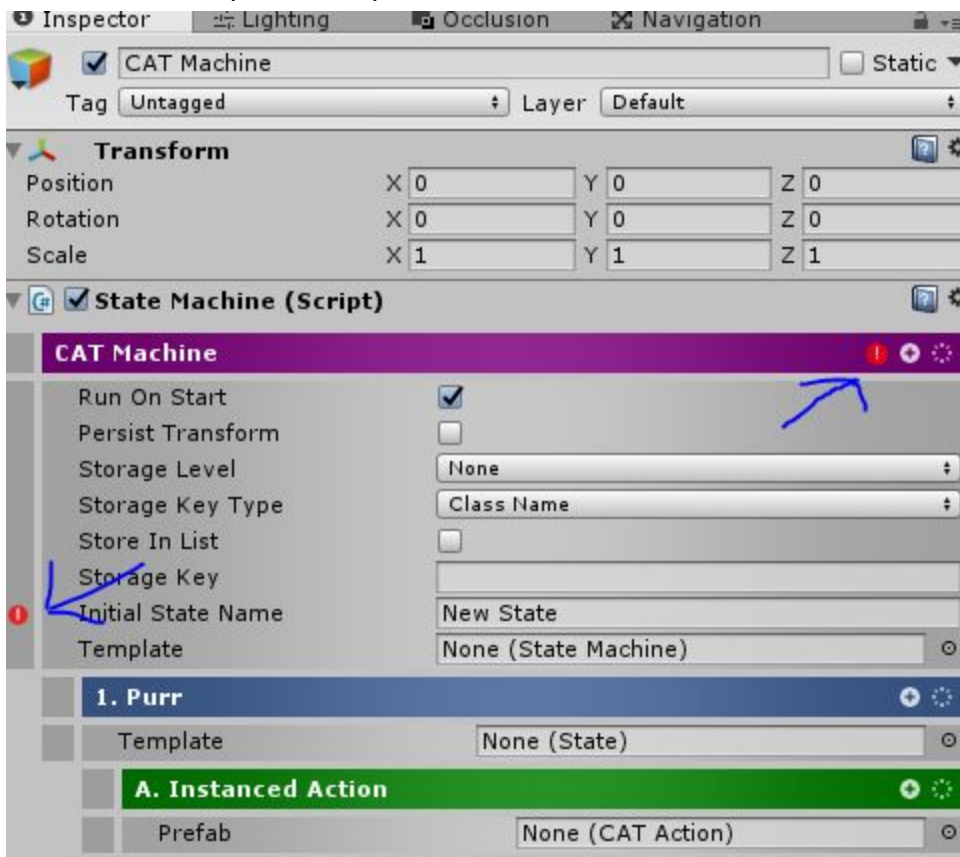 Inspector Lighting Occlusion Navigation
CAT Machine Static
Tag Untagged Layer Default
Transform
Position X 0 Y 0 Z 0
Rotation X 0 Y 0 Z 0
Scale X 1 Y 1 Z 1
State Machine (Script)
CAT Machine
Run On Start
Persist Transform
Storage Level None
Storage Key Type Class Name
Store In List
Storage Key
Initial State Name New State
Template None (State Machine)
1. Purr
Template None (State)
A. Instanced Action
Prefab None (CAT Action)